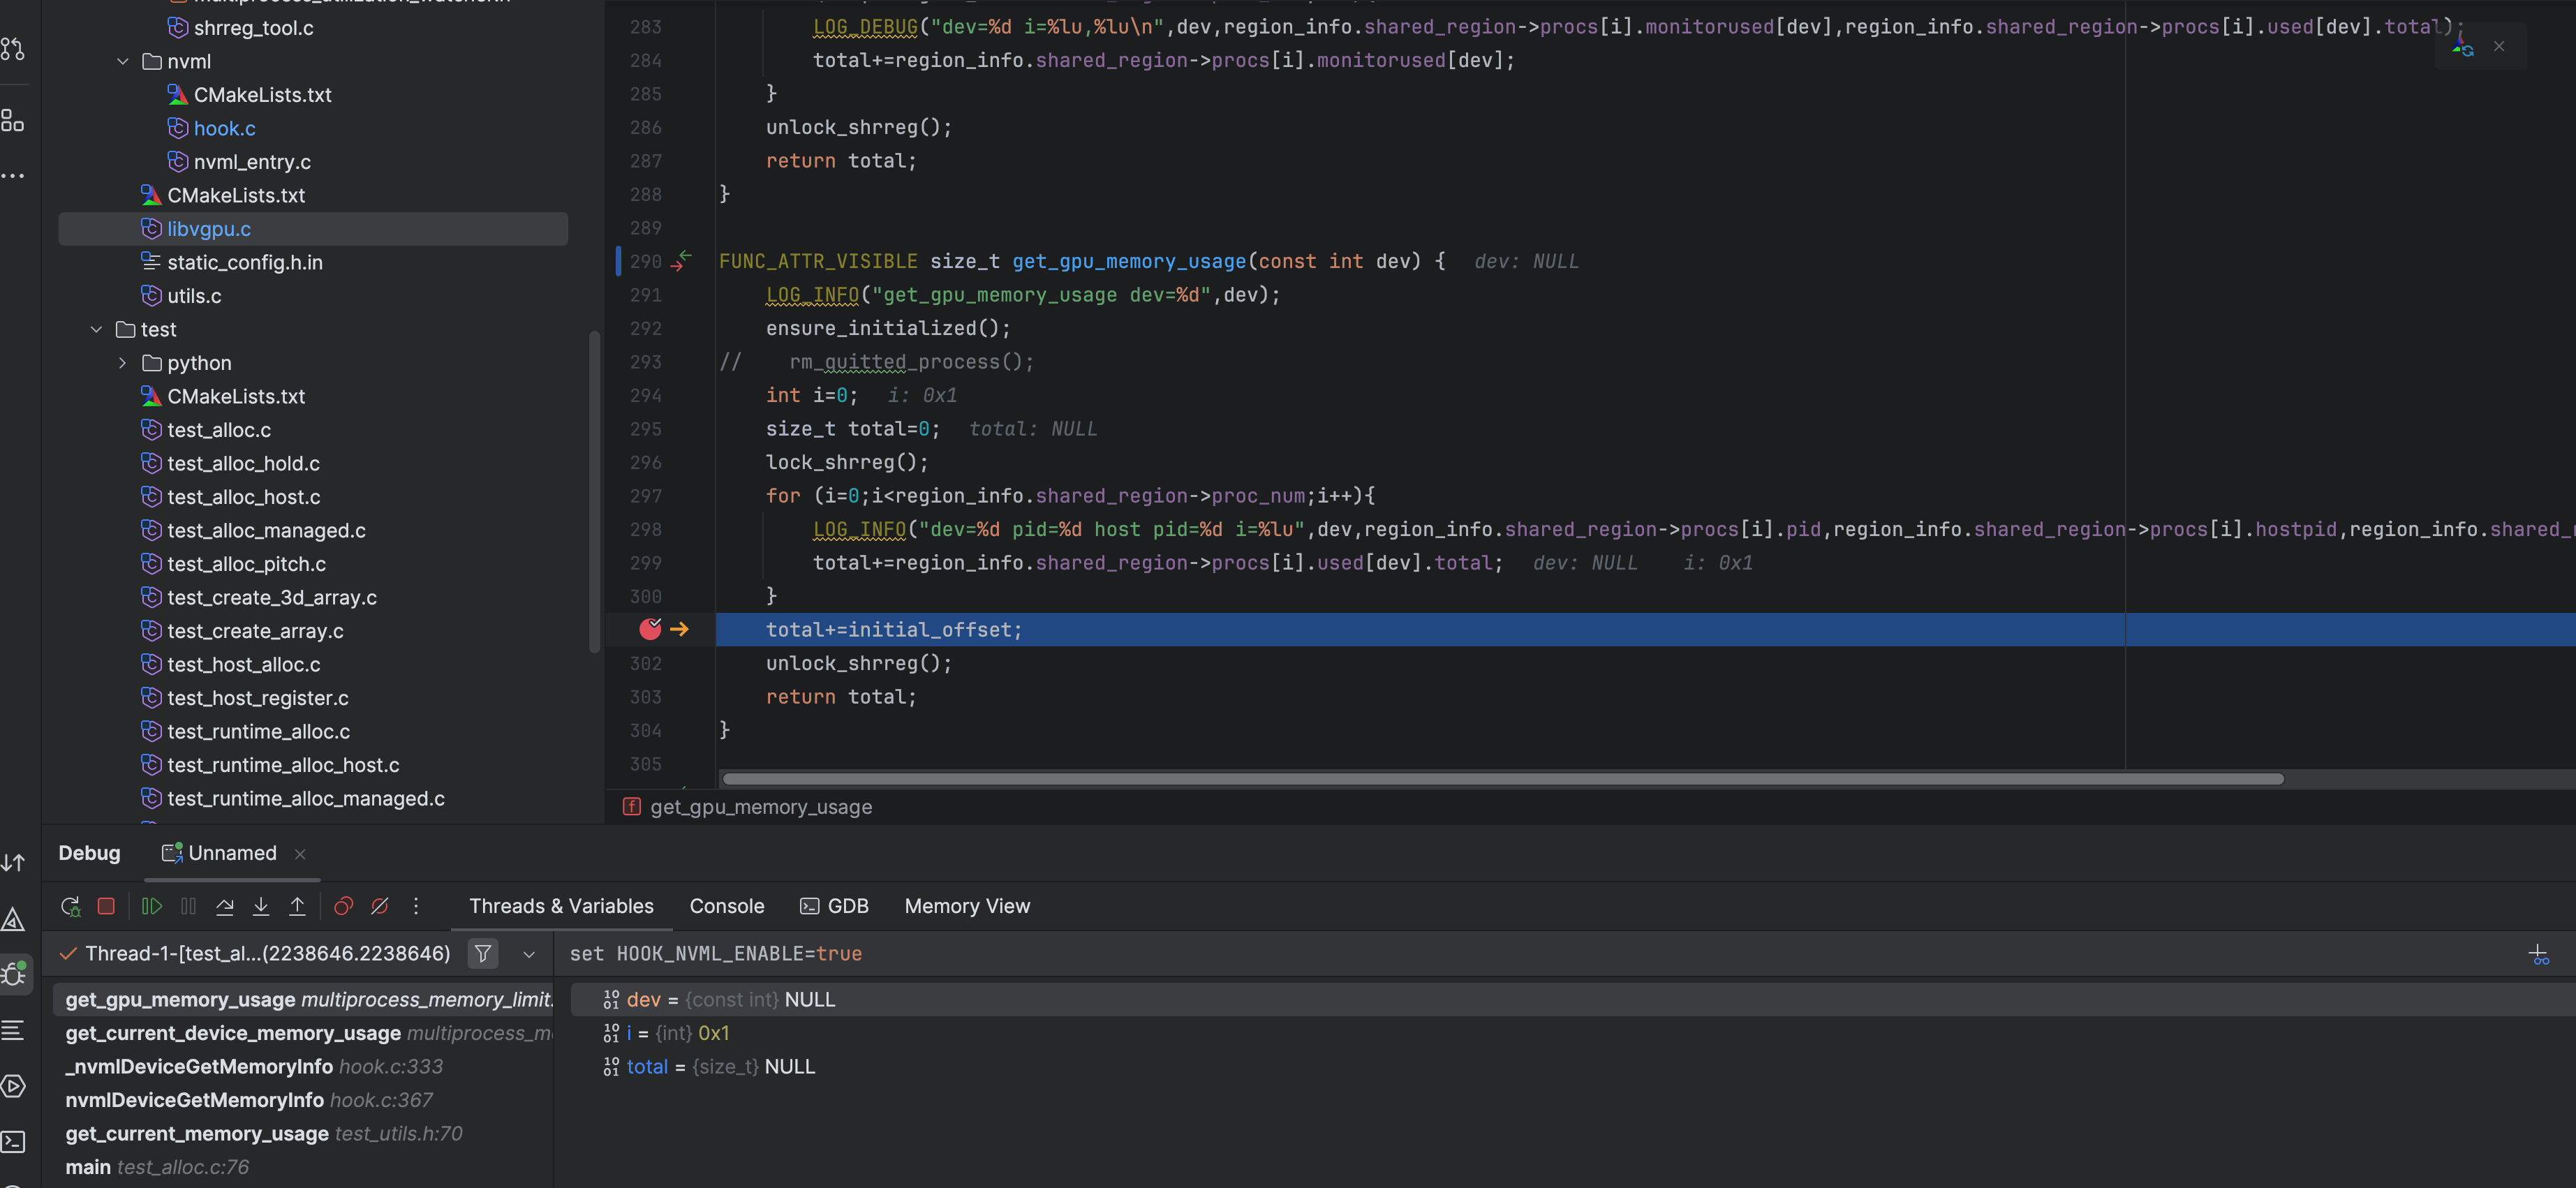 shrreg_tool.c
nvml
CMakeLists.txt
hook.c
nvml_entry.c
CMakeLists.txt
libvgpu.c
static_config.h.in
utils.c
test
python
CMakeLists.txt
test_alloc.c
test_alloc_hold.c
test_alloc_host.c
test_alloc_managed.c
test_alloc_pitch.c
test_create_3d_array.c
test_create_array.c
test_host_alloc.c
test_host_register.c
test_runtime_alloc.c
test_runtime_alloc_host.c
test_runtime_alloc_managed.c
283 LOG_DEBUG("dev=%d i=%lu,%lu\n",dev,region_info.shared_region->procs[i].monitorused[dev],region_info.shared_region->procs[i].used[dev].total);
284 total+=region_info.shared_region->procs[i].monitorused[dev];
285 }
286 unlock_shrreg();
287 return total;
288 }
289
290 FUNC_ATTR_VISIBLE size_t get_gpu_memory_usage(const int dev) { dev: NULL
291 LOG_INFO("get_gpu_memory_usage dev=%d",dev);
292 ensure_initialized();
293 // rm_quitted_process();
294 int i=0; i: 0x1
295 size_t total=0; total: NULL
296 lock_shrreg();
297 for (i=0;i<region_info.shared_region->proc_num;i++){
298 LOG_INFO("dev=%d pid=%d host pid=%d i=%lu",dev,region_info.shared_region->procs[i].pid,region_info.shared_region->procs[i].hostpid,region_info.shared_
299 total+=region_info.shared_region->procs[i].used[dev].total; dev: NULL i: 0x1
300 }
total+=initial_offset;
302 unlock_shrreg();
303 return total;
304 }
305
get_gpu_memory_usage
Debug Unnamed
Threads & Variables Console GDB Memory View
Thread-1-[test_al...(2238646.2238646) set HOOK_NVML_ENABLE=true
get_gpu_memory_usage multiprocess_memory_limit.
get_current_device_memory_usage multiprocess_m
_nvmlDeviceGetMemoryInfo hook.c:333
nvmlDeviceGetMemoryInfo hook.c:367
get_current_memory_usage test_utils.h:70
main test_alloc.c:76
dev = {const int} NULL
i = {int} 0x1
total = {size_t} NULL